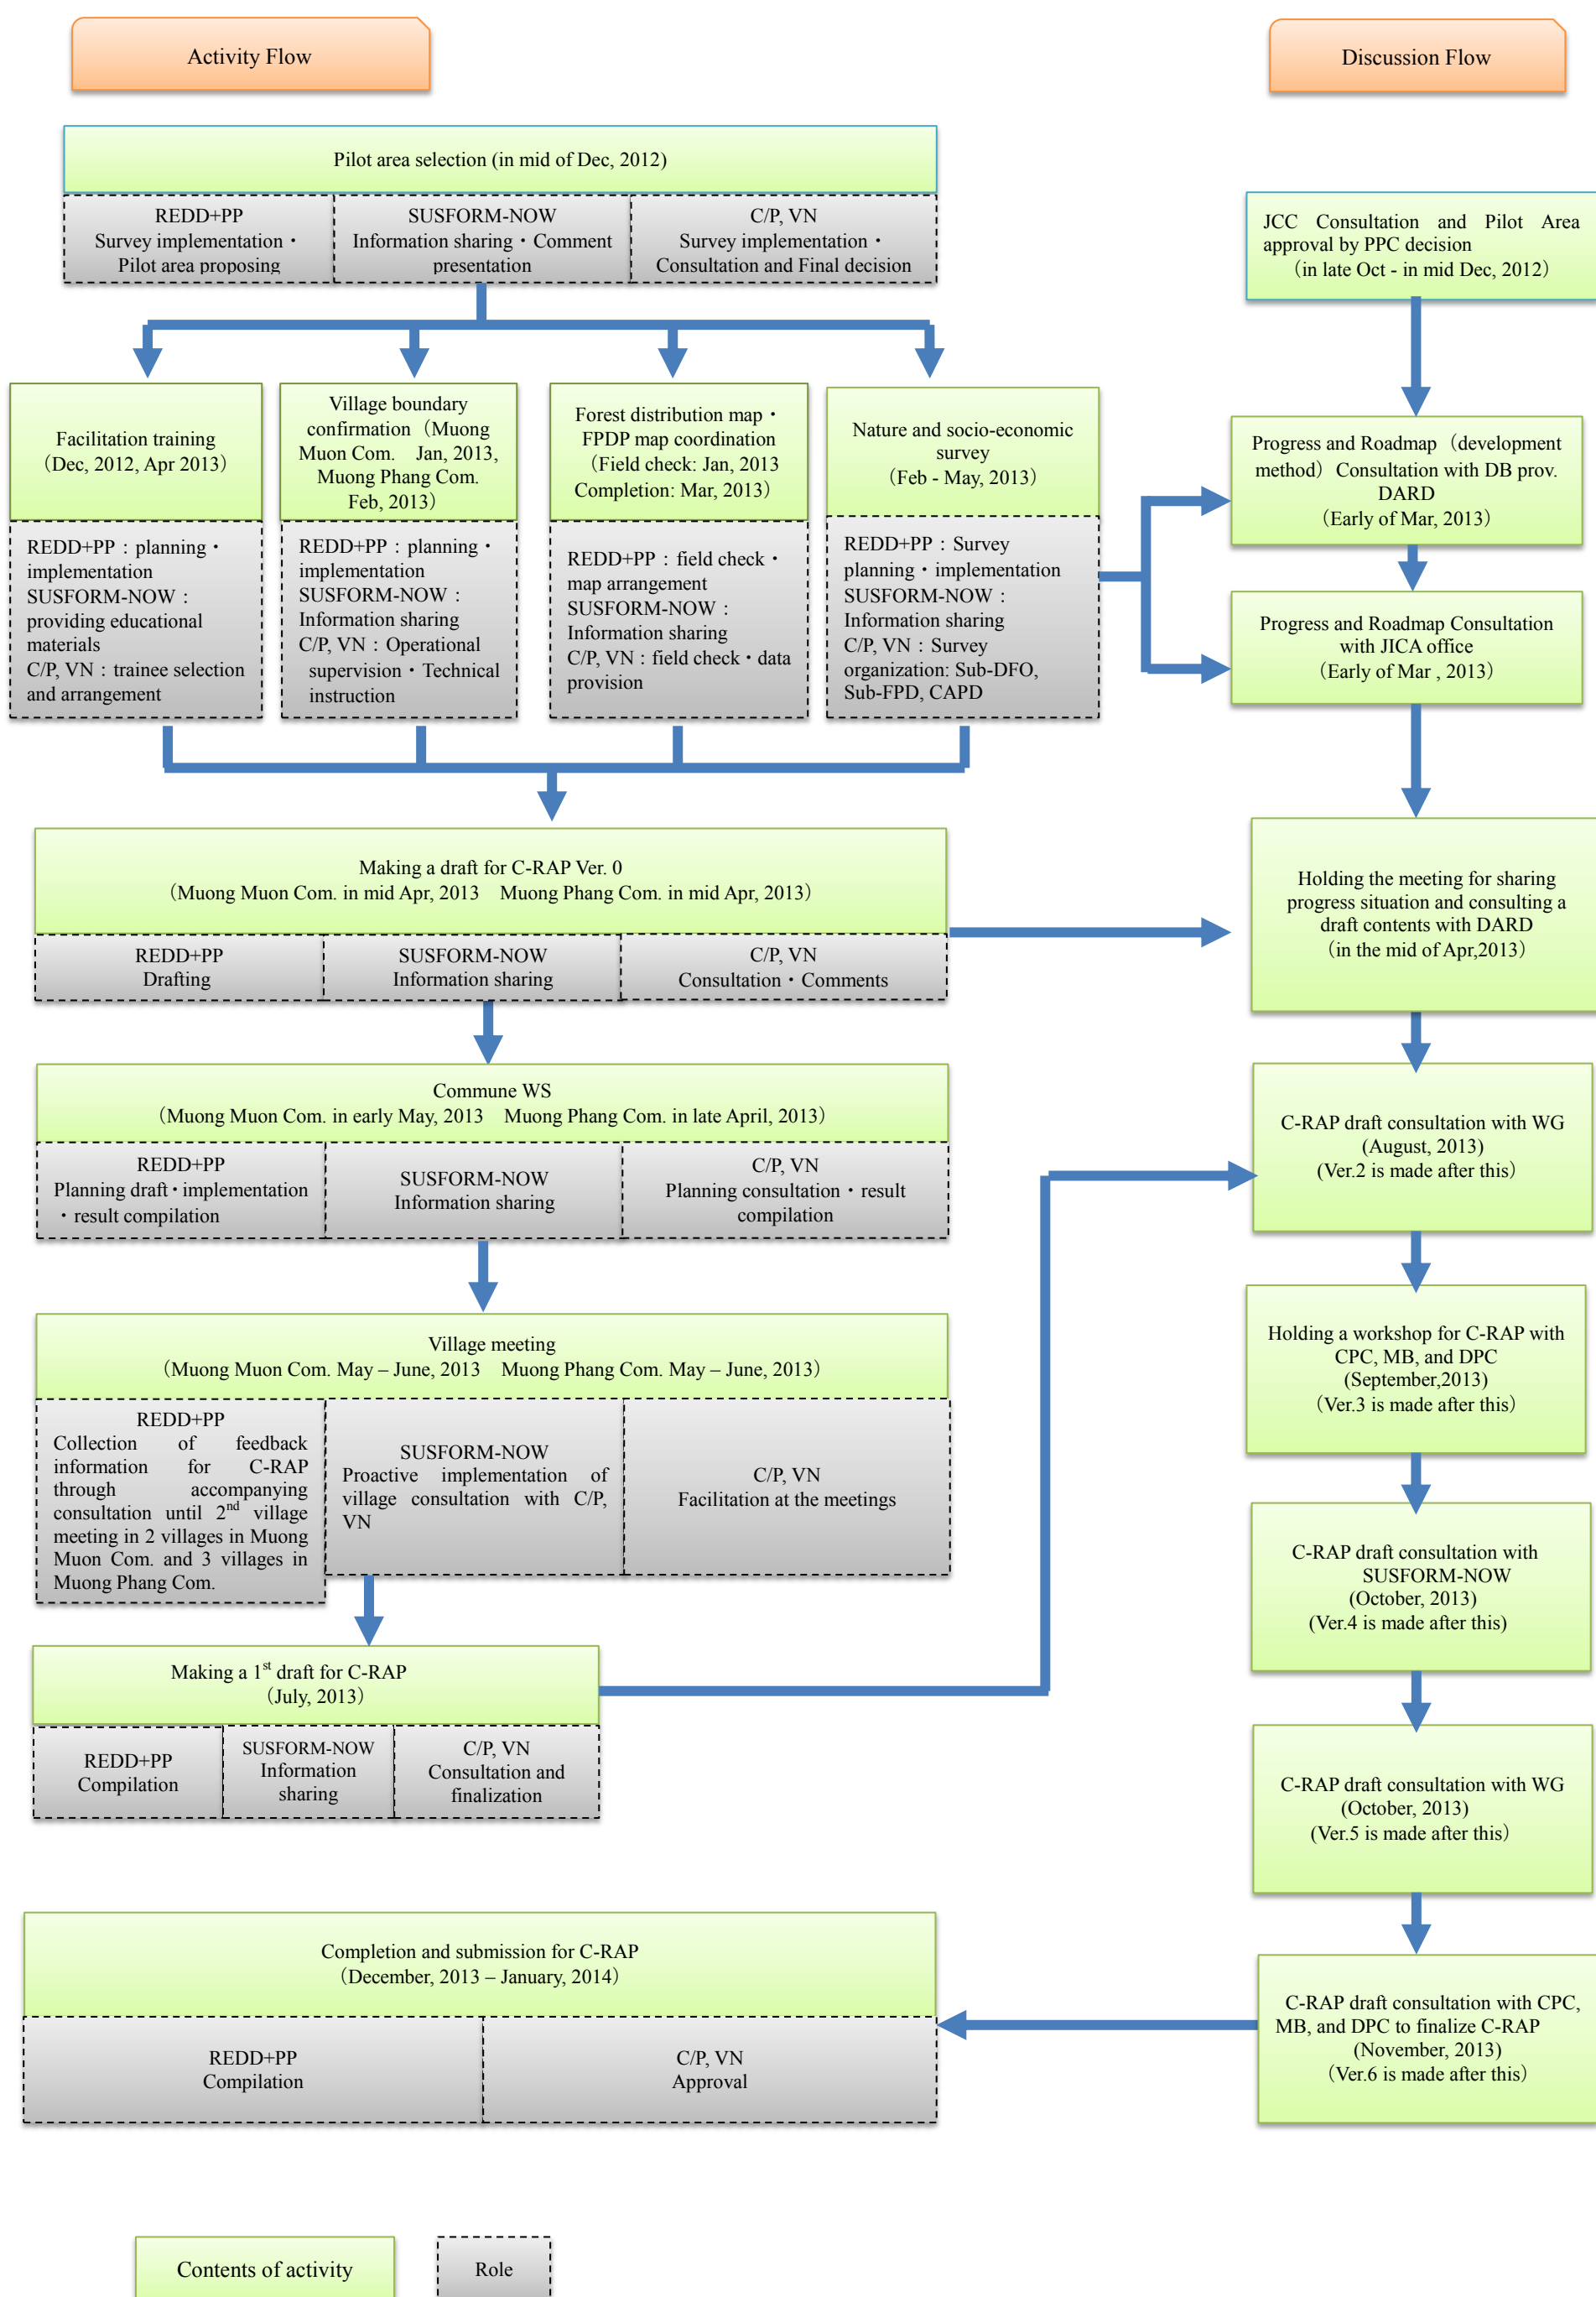 Activity Flow
Discussion Flow
Pilot area selection (in mid of Dec, 2012)
REDD+PP
Survey implementation・
Pilot area proposing
SUSFORM-NOW
Information sharing・Comment
presentation
C/P, VN
Survey implementation・
Consultation and Final decision
JCC Consultation and Pilot Area
approval by PPC decision
（in late Oct - in mid Dec, 2012）
Facilitation training
（Dec, 2012, Apr 2013）
REDD+PP：planning・
implementation
SUSFORM-NOW：
providing educational
materials
C/P, VN：trainee selection
and arrangement
Village boundary
confirmation（Muong
Muon Com. Jan, 2013,
Muong Phang Com.
Feb, 2013）
REDD+PP：planning・
implementation
SUSFORM-NOW：
Information sharing
C/P, VN：Operational
supervision・Technical
instruction
Forest distribution map・
FPDP map coordination
（Field check: Jan, 2013
Completion: Mar, 2013）
REDD+PP：field check・
map arrangement
SUSFORM-NOW：
Information sharing
C/P, VN：field check・data
provision
Nature and socio-economic
survey
（Feb - May, 2013）
REDD+PP：Survey
planning・implementation
SUSFORM-NOW：
Information sharing
C/P, VN：Survey
organization: Sub-DFO,
Sub-FPD, CAPD
Progress and Roadmap（development
method）Consultation with DB prov.
DARD
（Early of Mar, 2013）
Progress and Roadmap Consultation
with JICA office
（Early of Mar , 2013）
Making a draft for C-RAP Ver. 0
（Muong Muon Com. in mid Apr, 2013 Muong Phang Com. in mid Apr, 2013）
REDD+PP
Drafting
SUSFORM-NOW
Information sharing
C/P, VN
Consultation・Comments
Holding the meeting for sharing
progress situation and consulting a
draft contents with DARD
（in the mid of Apr,2013）
Commune WS
（Muong Muon Com. in early May, 2013 Muong Phang Com. in late April, 2013）
REDD+PP
Planning draft・implementation
・result compilation
SUSFORM-NOW
Information sharing
C/P, VN
Planning consultation・result
compilation
C-RAP draft consultation with WG
(August, 2013)
(Ver.2 is made after this）
Village meeting
（Muong Muon Com. May – June, 2013 Muong Phang Com. May – June, 2013）
REDD+PP
Collection of feedback
information for C-RAP
through accompanying
consultation until 2nd village
meeting in 2 villages in Muong
Muon Com. and 3 villages in
Muong Phang Com.
SUSFORM-NOW
Proactive implementation of
village consultation with C/P,
VN
C/P, VN
Facilitation at the meetings
Holding a workshop for C-RAP with
CPC, MB, and DPC
(September,2013)
（Ver.3 is made after this）
C-RAP draft consultation with
SUSFORM-NOW
(October, 2013)
(Ver.4 is made after this)
Making a 1st draft for C-RAP
（July, 2013）
REDD+PP
Compilation
SUSFORM-NOW
Information
sharing
C/P, VN
Consultation and
finalization
C-RAP draft consultation with WG
(October, 2013)
(Ver.5 is made after this）
Completion and submission for C-RAP
（December, 2013 – January, 2014）
REDD+PP
Compilation
C/P, VN
Approval
C-RAP draft consultation with CPC,
MB, and DPC to finalize C-RAP
(November, 2013)
（Ver.6 is made after this）
Contents of activity
Role